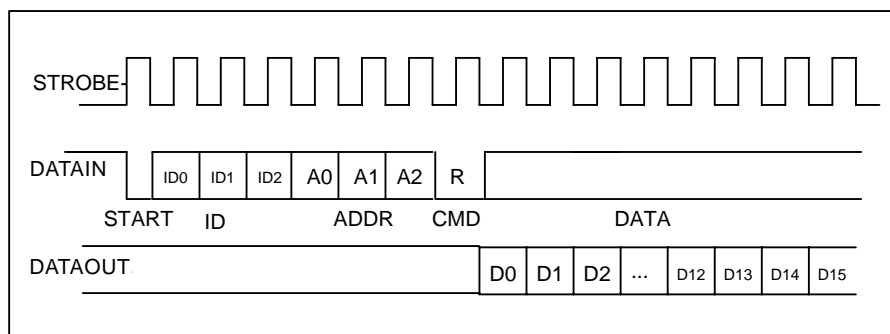 STROBE
DATAIN ID0 ID1 ID2 A0 A1 A2 R
START ID ADDR CMD DATA
DATAOUT D0 D1 D2 ... D12 D13 D14 D15